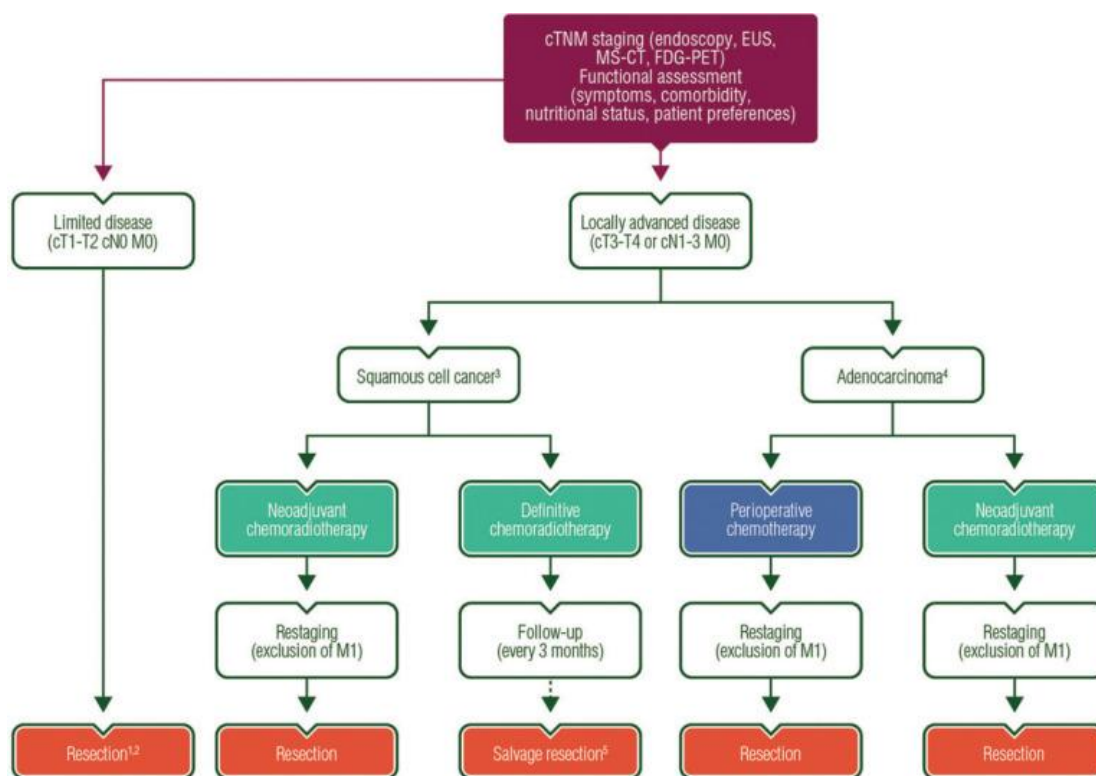 cTNM staging (endoscopy, EUS,
MS-CT, FDG-PET)
Functional assessment
(symptoms, comorbidity,
nutritional status, patient preferences)
Limited disease
(cT1-T2 cN0 M0)
Locally advanced disease
(cT3-T4 or cN1-3 M0)
Squamous cell cancer³
Adenocarcinoma⁴
Neoadjuvant
chemoradiotherapy
Definitive
chemoradiotherapy
Perioperative
chemotherapy
Neoadjuvant
chemoradiotherapy
Restaging
(exclusion of M1)
Follow-up
(every 3 months)
Restaging
(exclusion of M1)
Restaging
(exclusion of M1)
Resection¹,²
Resection
Salvage resection⁵
Resection
Resection